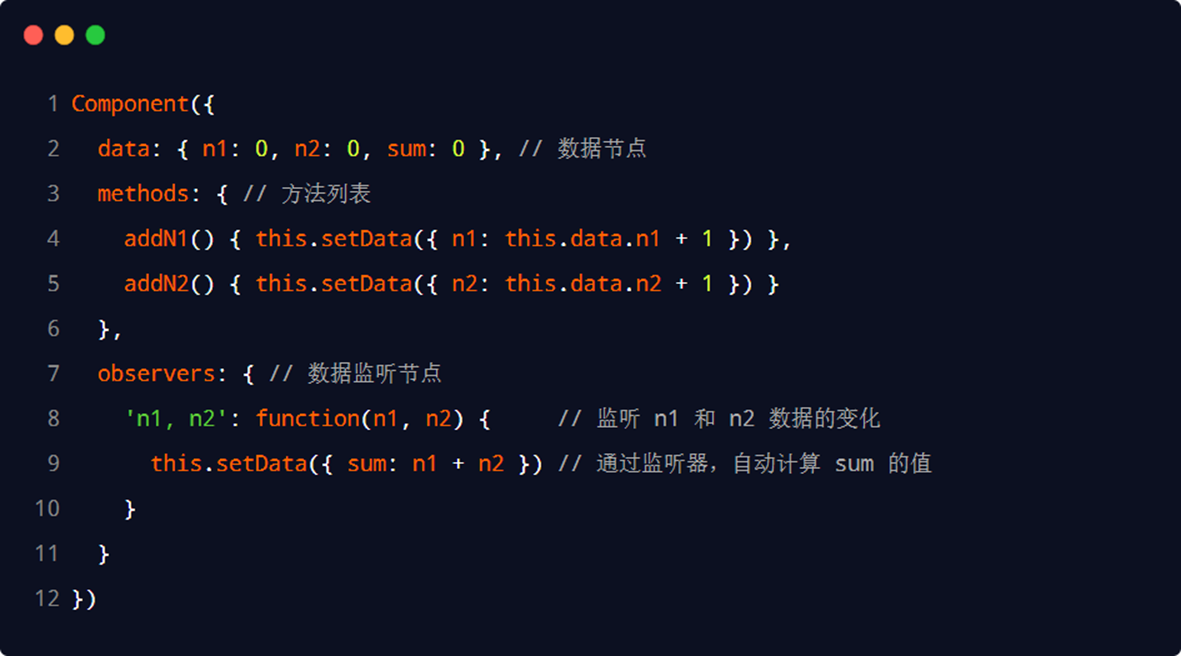 1 Component({
2   data: { n1: 0, n2: 0, sum: 0 }, // 数据节点
3   methods: { // 方法列表
4     addN1() { this.setData({ n1: this.data.n1 + 1 }) },
5     addN2() { this.setData({ n2: this.data.n2 + 1 }) }
6   },
7   observers: { // 数据监听节点
8     'n1, n2': function(n1, n2) {     // 监听 n1 和 n2 数据的变化
9       this.setData({ sum: n1 + n2 }) // 通过监听器，自动计算 sum 的值
10     }
11   }
12 })